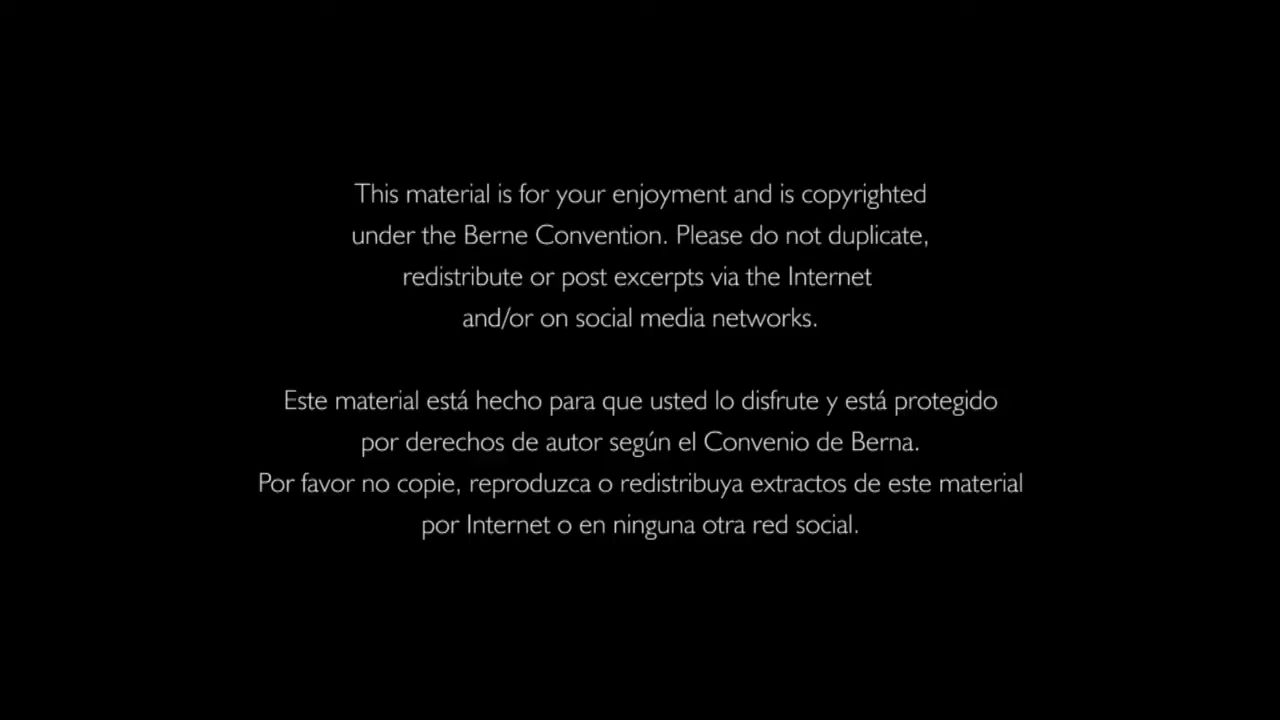 This material is for your enjoyment and is copyrighted
under the Berne Convention. Please do not duplicate,
redistribute or post excerpts via the Internet
and/or on social media networks.
Este material está hecho para que usted lo disfrute y está protegido
por derechos de autor según el Convenio de Berna.
Por favor no copie, reproduzca o redistribuya extractos de este material
por Internet o en ninguna otra red social.